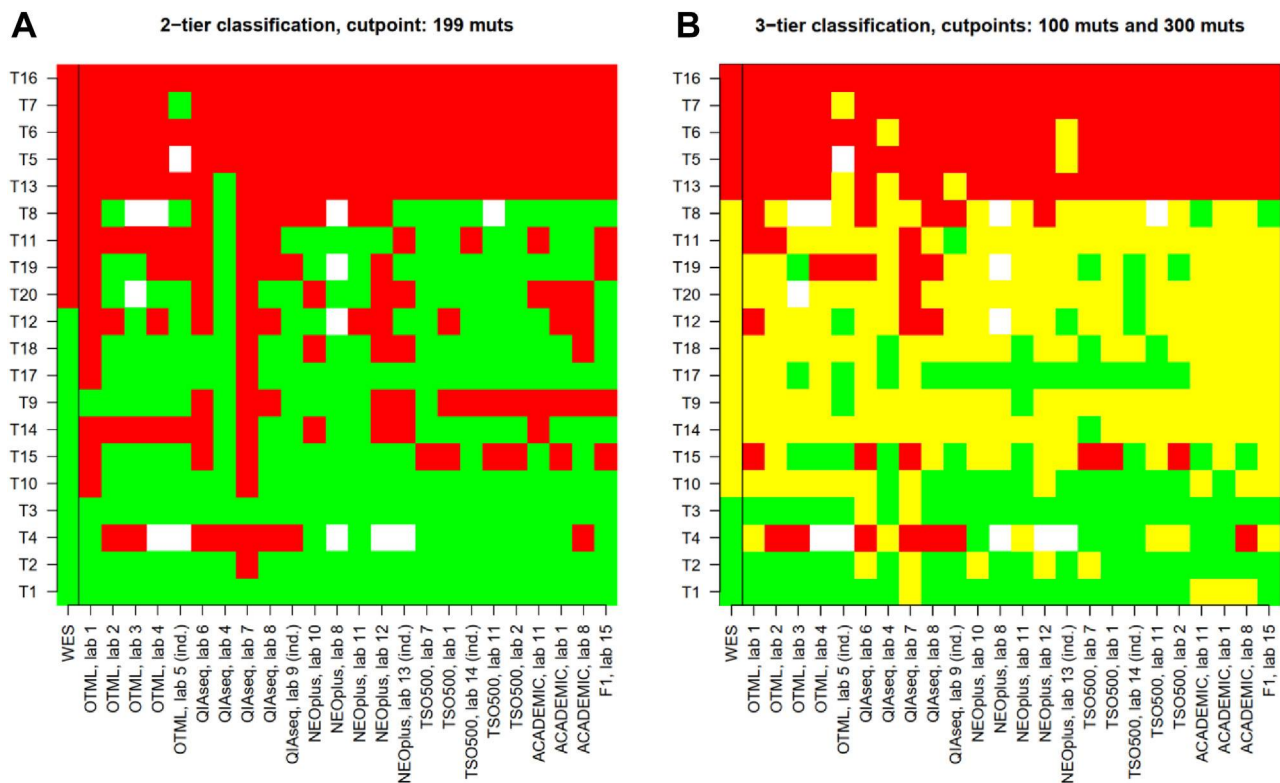 A
2−tier classification, cutpoint: 199 muts
T16
T7
T6
T5
T13
T8
T11
T19
T20
T12
T18
T17
T9
T14
T15
T10
T3
T4
T2
T1
WES
OTML, lab 1
OTML, lab 2
OTML, lab 3
OTML, lab 4
OTML, lab 5 (ind.)
QIAseq, lab 6
QIAseq, lab 4
QIAseq, lab 7
QIAseq, lab 8
QIAseq, lab 9 (ind.)
NEOplus, lab 10
NEOplus, lab 8
NEOplus, lab 11
NEOplus, lab 12
NEOplus, lab 13 (ind.)
TSO500, lab 7
TSO500, lab 1
TSO500, lab 14 (ind.)
TSO500, lab 11
TSO500, lab 2
ACADEMIC, lab 11
ACADEMIC, lab 1
ACADEMIC, lab 8
F1, lab 15
B
3−tier classification, cutpoints: 100 muts and 300 muts
T16
T7
T6
T5
T13
T8
T11
T19
T20
T12
T18
T17
T9
T14
T15
T10
T3
T4
T2
T1
WES
OTML, lab 1
OTML, lab 2
OTML, lab 3
OTML, lab 4
OTML, lab 5 (ind.)
QIAseq, lab 6
QIAseq, lab 4
QIAseq, lab 7
QIAseq, lab 8
QIAseq, lab 9 (ind.)
NEOplus, lab 10
NEOplus, lab 8
NEOplus, lab 11
NEOplus, lab 12
NEOplus, lab 13 (ind.)
TSO500, lab 7
TSO500, lab 1
TSO500, lab 14 (ind.)
TSO500, lab 11
TSO500, lab 2
ACADEMIC, lab 11
ACADEMIC, lab 1
ACADEMIC, lab 8
F1, lab 15